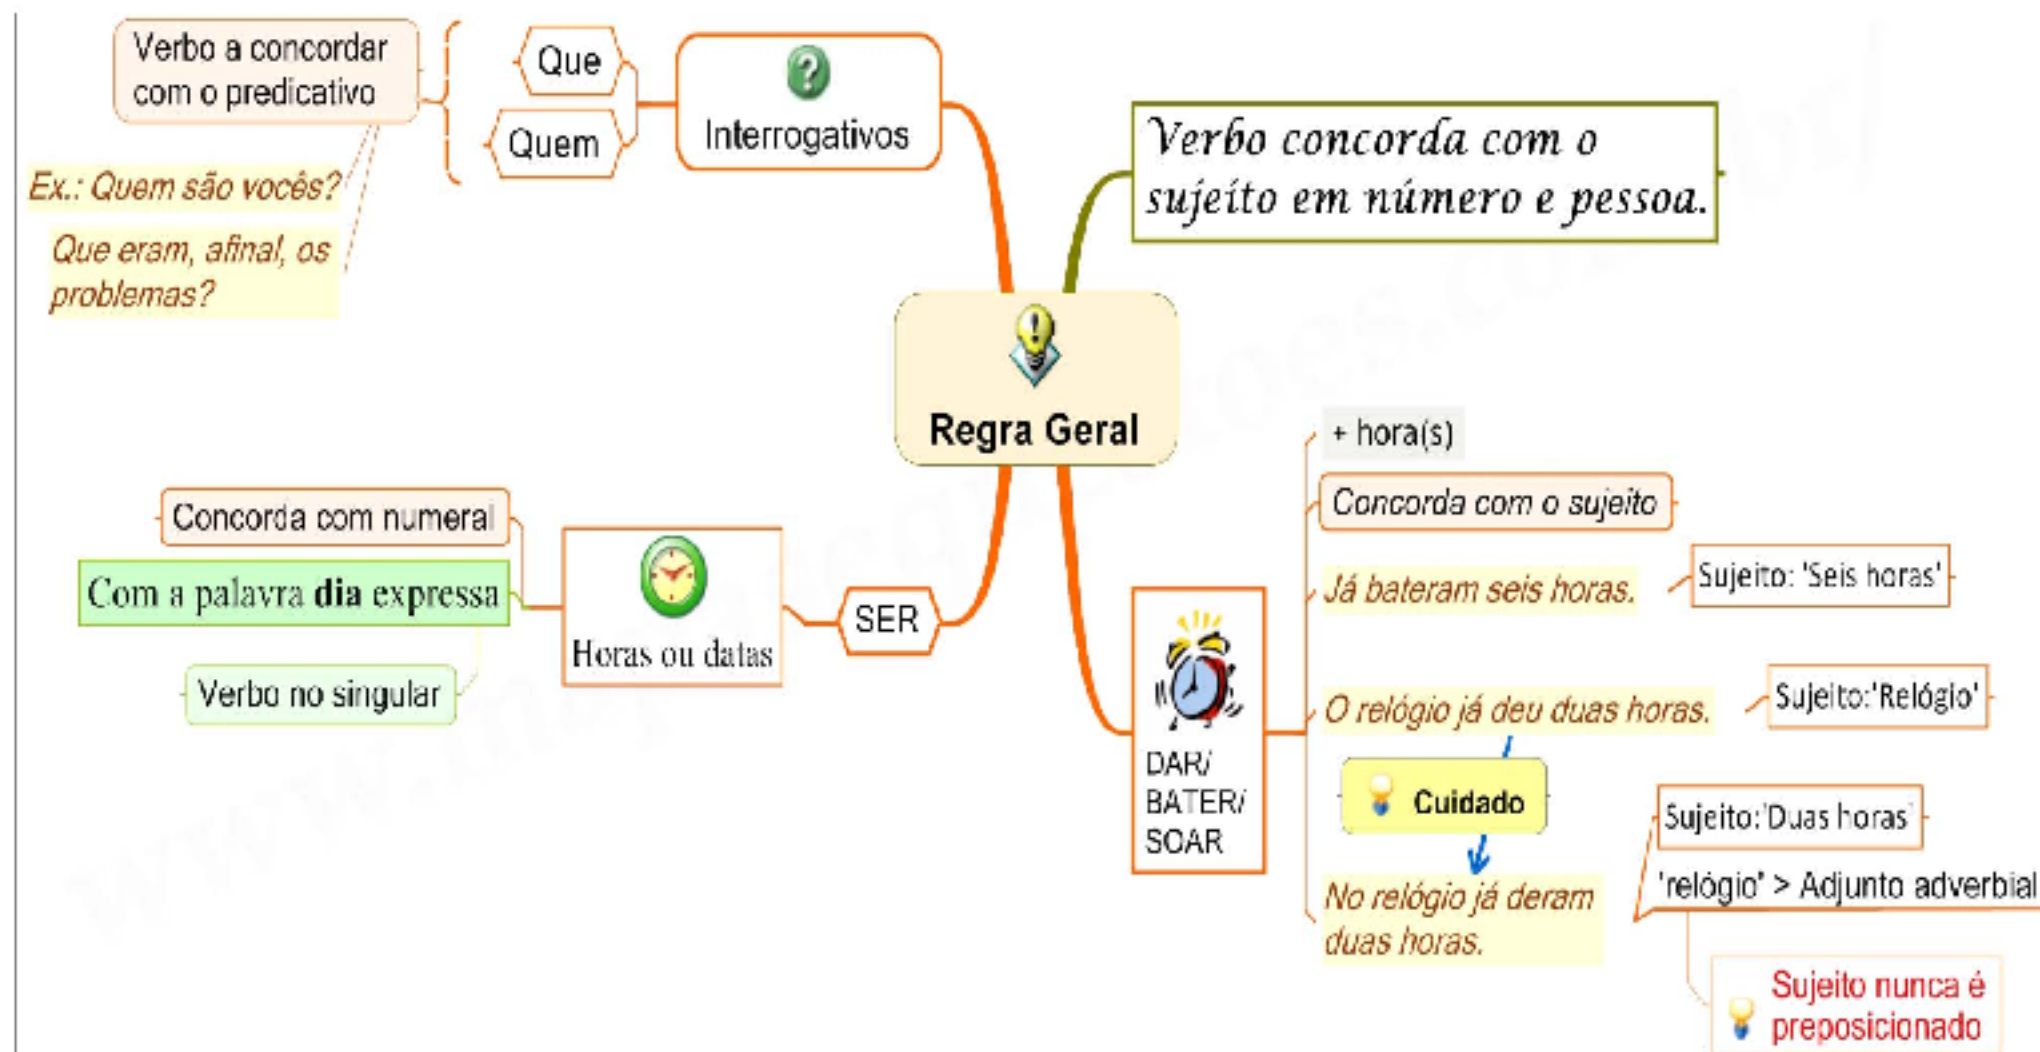 Verbo a concordar
com o predicativo
Que
Quem
Interrogativos
Ex.: Quem são vocês?
Que eram, afinal, os
problemas?
Verbo concorda com o
sujeito em número e pessoa.
Regra Geral
Concorda com numeral
Com a palavra dia expressa
Verbo no singular
Horas ou datas
SER
DAR/
BATER/
SOAR
+ hora(s)
Concorda com o sujeito
Já bateram seis horas.
Sujeito: 'Seis horas'
O relógio já deu duas horas.
Sujeito:'Relógio'
Cuidado
No relógio já deram
duas horas.
Sujeito:'Duas horas'
'relógio' > Adjunto adverbial
Sujeito nunca é
preposicionado